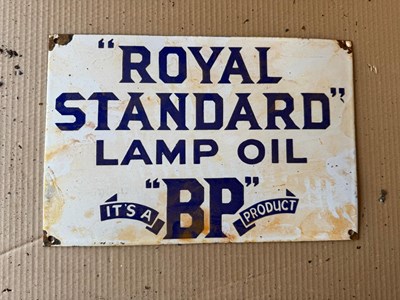 "ROYAL
STANDARD"
LAMP OIL
IT'S A "BP" PRODUCT